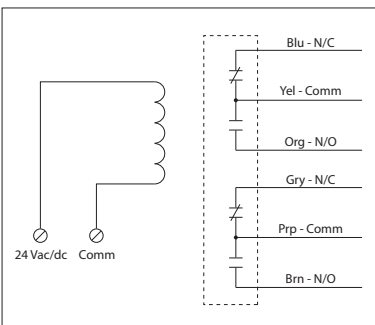 Blu - N/C
Yel - Comm
Org - N/O
Gry - N/C
Prp - Comm
Brn - N/O
24 Vac/dc Comm